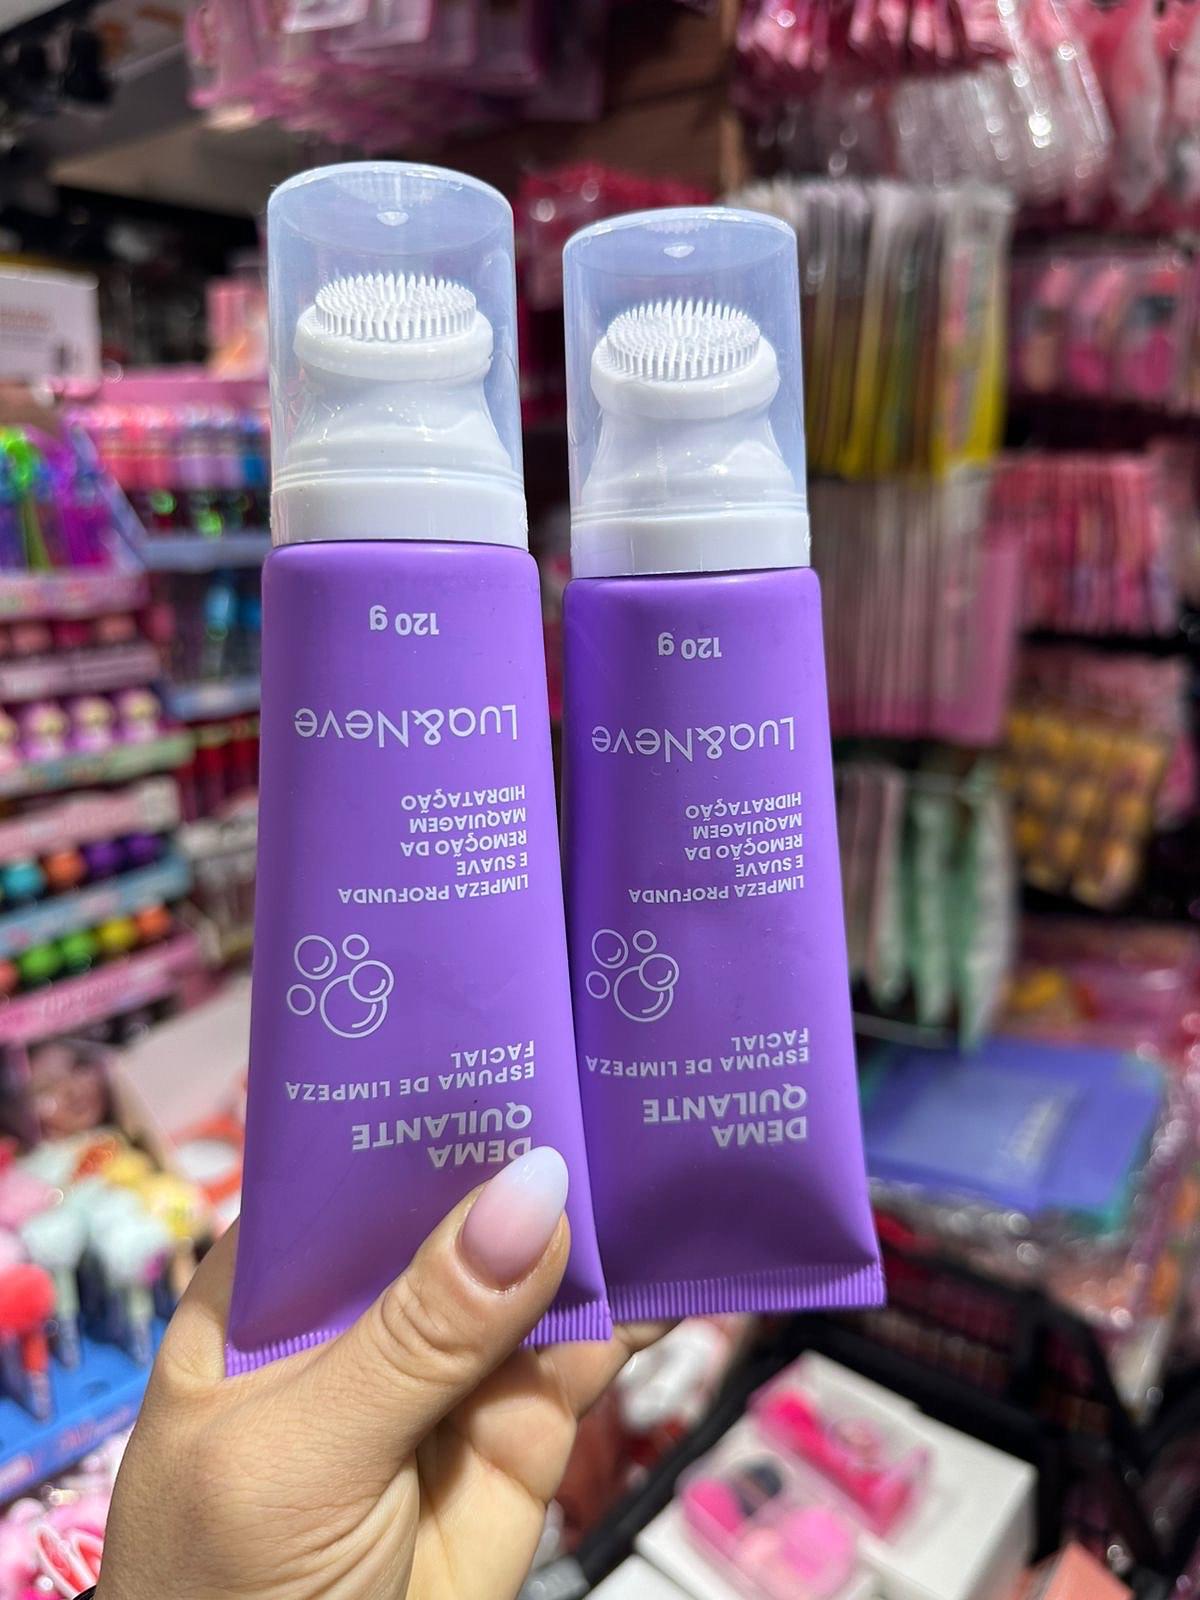 DEMA
QUILANTE
ESPUMA DE LIMPEZA
FACIAL
LIMPEZA PROFUNDA
E SUAVE
REMOÇÃO DA
MAQUIAGEM
HIDRATAÇÃO
Lua&Neve
120 g
DEMA
QUILANTE
ESPUMA DE LIMPEZA
FACIAL
LIMPEZA PROFUNDA
E SUAVE
REMOÇÃO DA
MAQUIAGEM
HIDRATAÇÃO
Lua&Neve
120 g